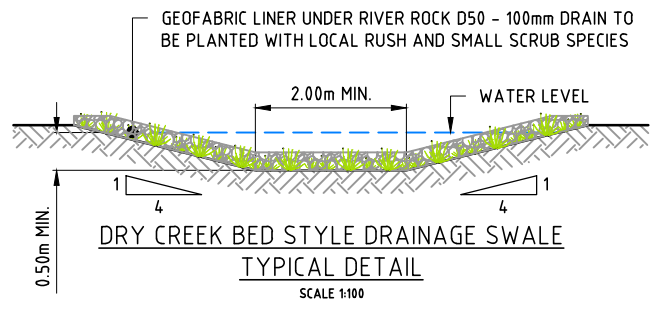 GEOFABRIC LINER UNDER RIVER ROCK D50 - 100mm DRAIN TO
BE PLANTED WITH LOCAL RUSH AND SMALL SCRUB SPECIES
2.00m MIN.
WATER LEVEL
1
4
1
4
0.50m MIN.
DRY CREEK BED STYLE DRAINAGE SWALE
TYPICAL DETAIL
SCALE 1:100